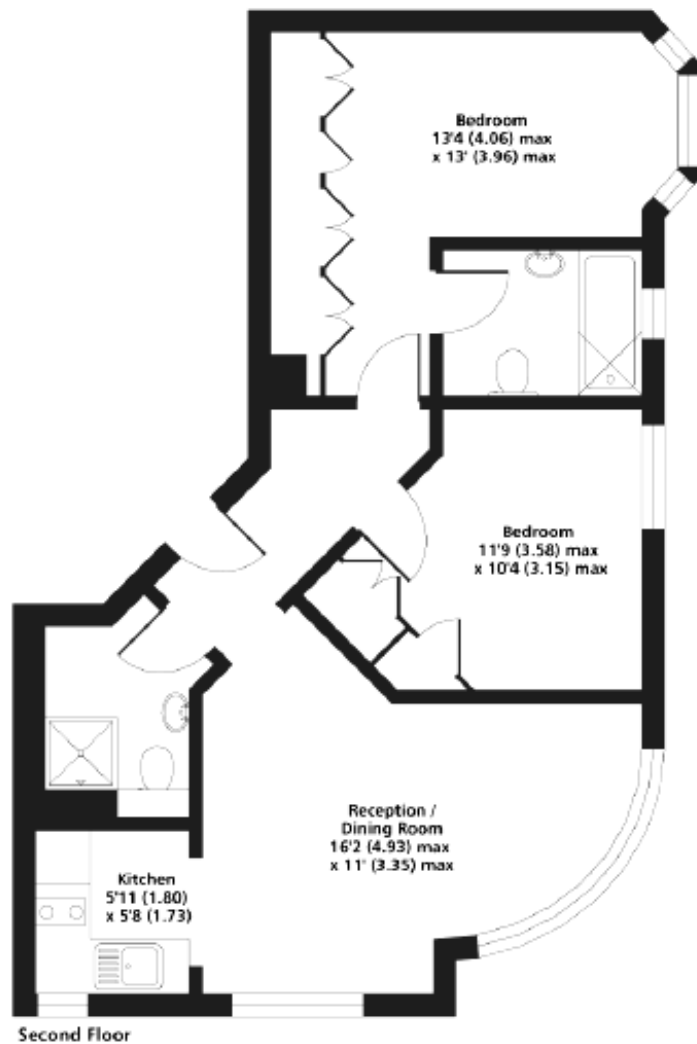 Bedroom
13'4 (4.06) max
x 13' (3.96) max
Bedroom
11'9 (3.58) max
x 10'4 (3.15) max
Reception /
Dining Room
16'2 (4.93) max
x 11' (3.35) max
Kitchen
5'11 (1.80)
x 5'8 (1.73)
Second Floor